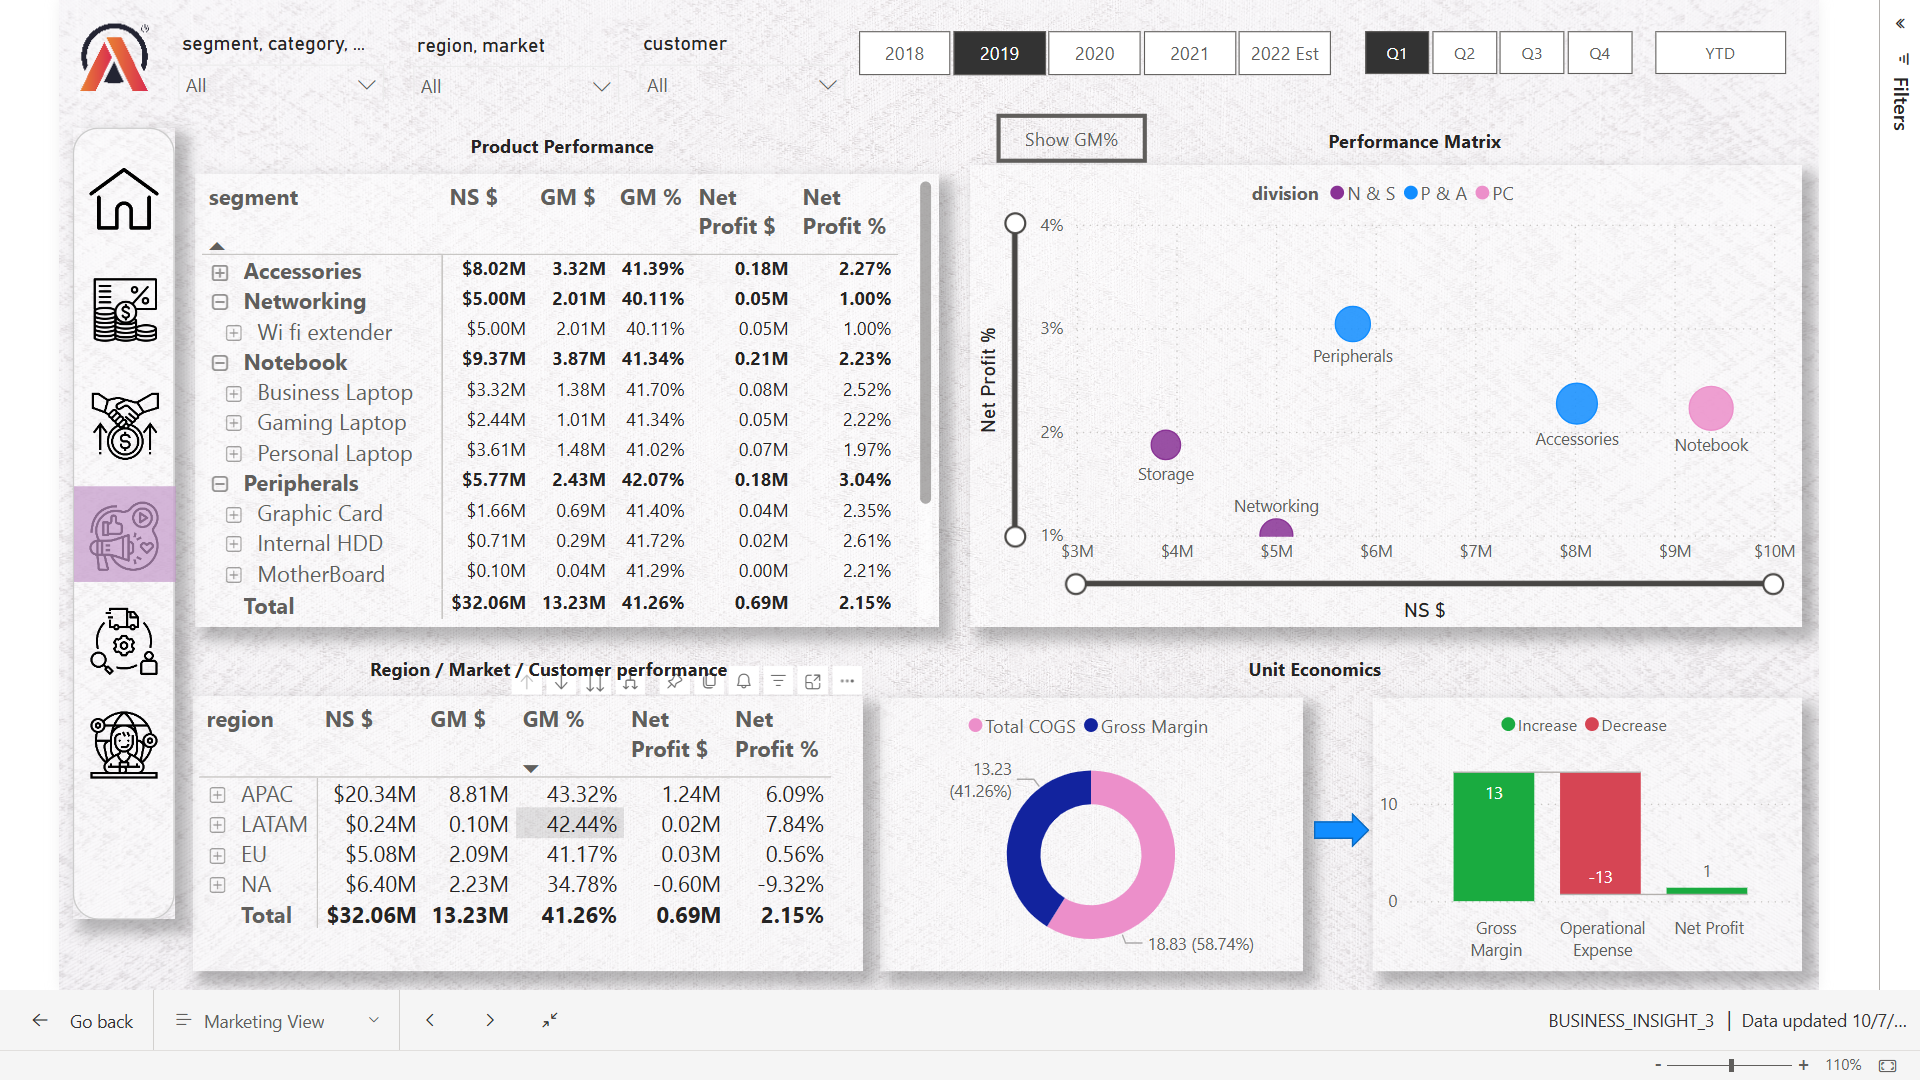 segment, category, ...
All
region, market
All
customer
All
2018
2019
2020
2021
2022 Est
Q1
Q2
Q3
Q4
YTD
Filters
Product Performance
segment NS $ GM $ GM % Net Profit $ Net Profit %
Accessories $8.02M 3.32M 41.39% 0.18M 2.27%
Networking $5.00M 2.01M 40.11% 0.05M 1.00%
Wi fi extender $5.00M 2.01M 40.11% 0.05M 1.00%
Notebook $9.37M 3.87M 41.34% 0.21M 2.23%
Business Laptop $3.32M 1.38M 41.70% 0.08M 2.52%
Gaming Laptop $2.44M 1.01M 41.34% 0.05M 2.22%
Personal Laptop $3.61M 1.48M 41.02% 0.07M 1.97%
Peripherals $5.77M 2.43M 42.07% 0.18M 3.04%
Graphic Card $1.66M 0.69M 41.40% 0.04M 2.35%
Internal HDD $0.71M 0.29M 41.72% 0.02M 2.61%
MotherBoard $0.10M 0.04M 41.29% 0.00M 2.21%
Total $32.06M 13.23M 41.26% 0.69M 2.15%
Show GM%
Performance Matrix
division N & S P & A PC
Net Profit %
4%
3%
2%
1%
Peripherals
Accessories
Notebook
Storage
Networking
$3M $4M $5M $6M $7M $8M $9M $10M
NS $
Region / Market / Customer performance
region NS $ GM $ GM % Net Profit $ Net Profit %
APAC $20.34M 8.81M 43.32% 1.24M 6.09%
LATAM $0.24M 0.10M 42.44% 0.02M 7.84%
EU $5.08M 2.09M 41.17% 0.03M 0.56%
NA $6.40M 2.23M 34.78% -0.60M -9.32%
Total $32.06M 13.23M 41.26% 0.69M 2.15%
Unit Economics
Total COGS Gross Margin
13.23
(41.26%)
18.83 (58.74%)
Increase Decrease
10
0
13
-13
1
Gross Margin
Operational Expense
Net Profit
Go back
Marketing View
BUSINESS_INSIGHT_3 | Data updated 10/7/...
- + 110%